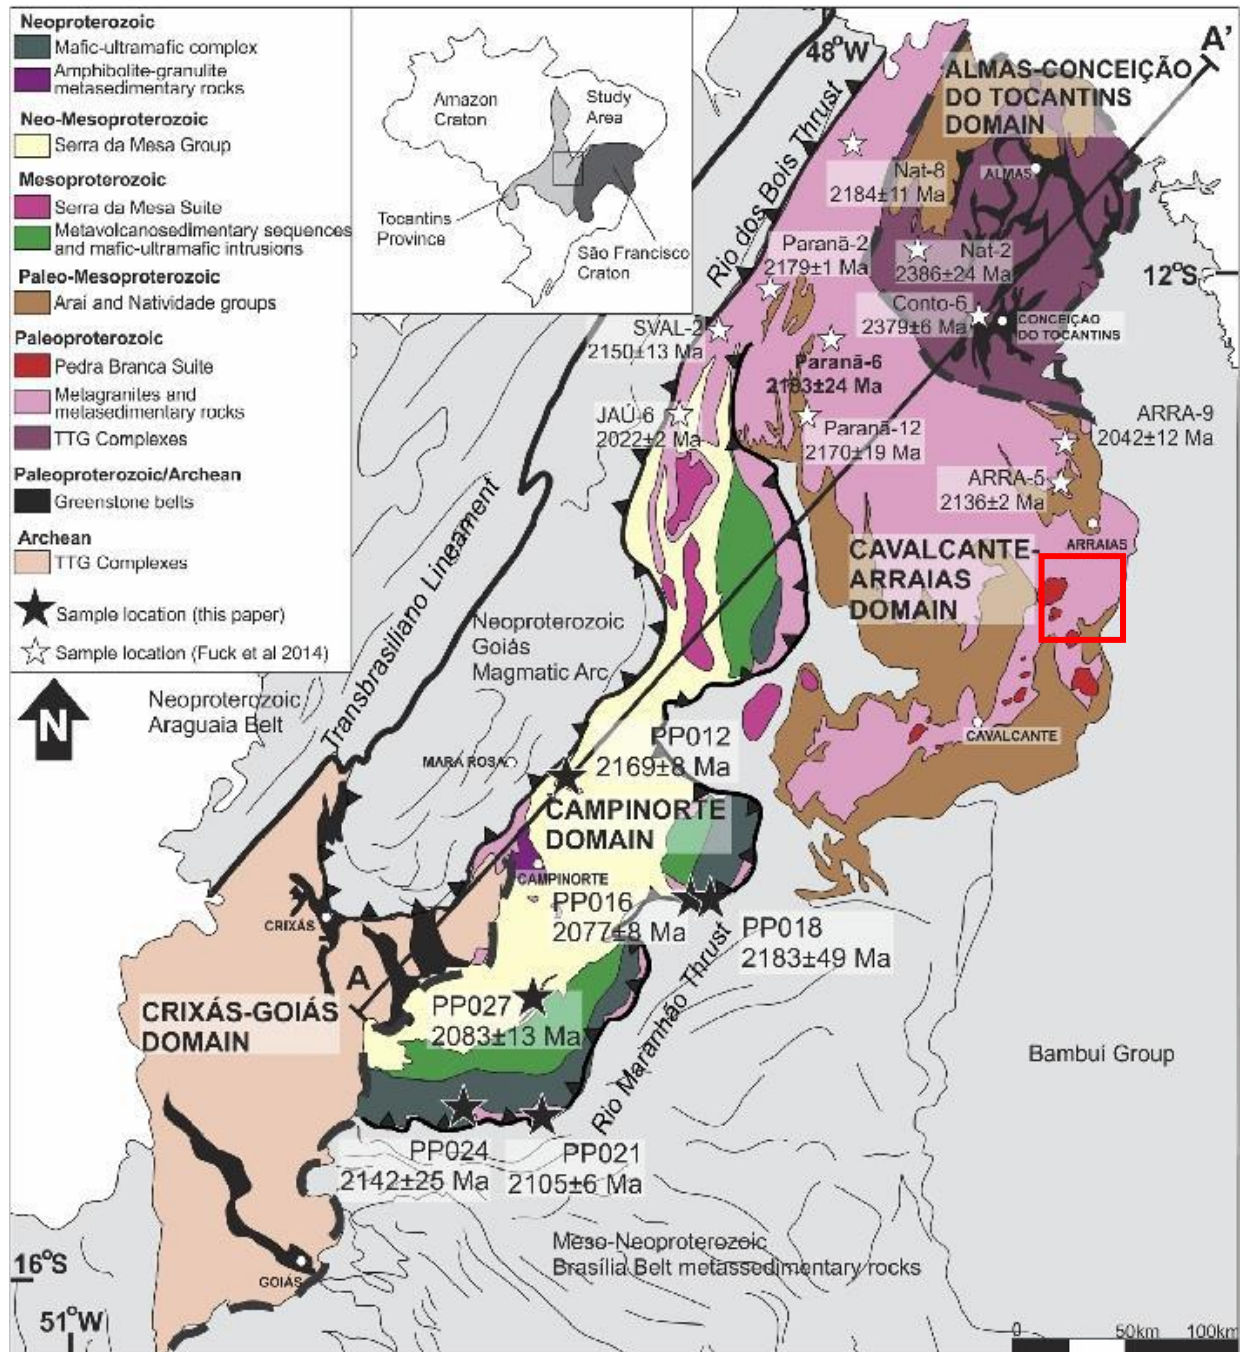 Neoproterozoic
Mafic-ultramafic complex
Amphibolite-granulite
metasedimentary rocks
Neo-Mesoproterozoic
Serra da Mesa Group
Mesoproterozoic
Serra da Mesa Suite
Metavolcanosedimentary sequences
and mafic-ultramafic intrusions
Paleo-Mesoproterozoic
Araí and Natividade groups
Paleoproterozoic
Pedra Branca Suite
Metagranites and
metasedimentary rocks
TTG Complexes
Paleoproterozoic/Archean
Greenstone belts
Archean
TTG Complexes
Sample location (this paper)
Sample location (Fuck et al 2014)
N
Amazon
Craton
Study
Area
Tocantins
Province
São Francisco
Craton
48°W
A'
ALMAS-CONCEIÇÃO
DO TOCANTINS
DOMAIN
Rio dos Bois Thrust
Nat-8
2184±11 Ma
ALMAS
Paranã-2
2179±1 Ma
Nat-2
2386±24 Ma
12°S
Conto-6
2379±6 Ma
CONCEIÇAO
DO TOCANTINS
SVAL-2
2150±13 Ma
Paranã-6
2183±24 Ma
JAÚ-6
2022±2 Ma
Paranã-12
2170±19 Ma
ARRA-9
2042±12 Ma
ARRA-5
2136±2 Ma
ARRAIAS
CAVALCANTE-
ARRAIAS
DOMAIN
Transbrasiliano Lineament
Neoproterozoic
Goiás
Magmatic Arc
Neoproterozoic
Araguaia Belt
CAVALCANTE
MARA ROSA
PP012
2169±8 Ma
CAMPINORTE
DOMAIN
CAMPINORTE
PP016
2077±8 Ma
PP018
2183±49 Ma
CRIXÁS
A
CRIXÁS-GOIÁS
DOMAIN
PP027
2083±13 Ma
Rio Maranhão Thrust
Bambuí Group
PP024
2142±25 Ma
PP021
2105±6 Ma
Meso-Neoproterozoic
Brasília Belt metassedimentary rocks
16°S
GOIÁS
51°W
0 50km 100km